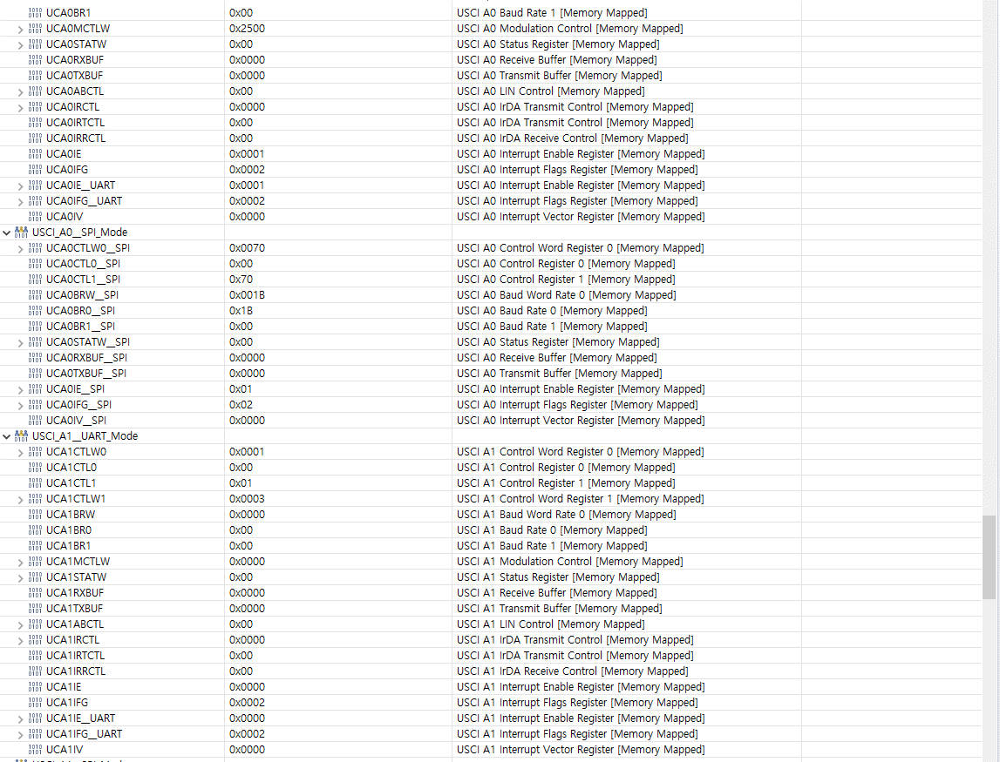 UCA0BR1 0x00 USCI A0 Baud Rate 1 [Memory Mapped]
UCA0MCTLW 0x2500 USCI A0 Modulation Control [Memory Mapped]
UCA0STATW 0x00 USCI A0 Status Register [Memory Mapped]
UCA0RXBUF 0x0000 USCI A0 Receive Buffer [Memory Mapped]
UCA0TXBUF 0x0000 USCI A0 Transmit Buffer [Memory Mapped]
UCA0ABCTL 0x00 USCI A0 LIN Control [Memory Mapped]
UCA0IRCTL 0x0000 USCI A0 IrDA Transmit Control [Memory Mapped]
UCA0IRTCTL 0x00 USCI A0 IrDA Transmit Control [Memory Mapped]
UCA0IRRCTL 0x00 USCI A0 IrDA Receive Control [Memory Mapped]
UCA0IE 0x0001 USCI A0 Interrupt Enable Register [Memory Mapped]
UCA0IFG 0x0002 USCI A0 Interrupt Flags Register [Memory Mapped]
UCA0IE__UART 0x0001 USCI A0 Interrupt Enable Register [Memory Mapped]
UCA0IFG__UART 0x0002 USCI A0 Interrupt Flags Register [Memory Mapped]
UCA0IV 0x0000 USCI A0 Interrupt Vector Register [Memory Mapped]
USCI_A0__SPI_Mode
UCA0CTLW0__SPI 0x0070 USCI A0 Control Word Register 0 [Memory Mapped]
UCA0CTL0__SPI 0x00 USCI A0 Control Register 0 [Memory Mapped]
UCA0CTL1__SPI 0x70 USCI A0 Control Register 1 [Memory Mapped]
UCA0BRW__SPI 0x001B USCI A0 Baud Word Rate 0 [Memory Mapped]
UCA0BR0__SPI 0x1B USCI A0 Baud Rate 0 [Memory Mapped]
UCA0BR1__SPI 0x00 USCI A0 Baud Rate 1 [Memory Mapped]
UCA0STATW__SPI 0x00 USCI A0 Status Register [Memory Mapped]
UCA0RXBUF__SPI 0x0000 USCI A0 Receive Buffer [Memory Mapped]
UCA0TXBUF__SPI 0x0000 USCI A0 Transmit Buffer [Memory Mapped]
UCA0IE__SPI 0x01 USCI A0 Interrupt Enable Register [Memory Mapped]
UCA0IFG__SPI 0x02 USCI A0 Interrupt Flags Register [Memory Mapped]
UCA0IV__SPI 0x0000 USCI A0 Interrupt Vector Register [Memory Mapped]
USCI_A1__UART_Mode
UCA1CTLW0 0x0001 USCI A1 Control Word Register 0 [Memory Mapped]
UCA1CTL0 0x00 USCI A1 Control Register 0 [Memory Mapped]
UCA1CTL1 0x01 USCI A1 Control Register 1 [Memory Mapped]
UCA1CTLW1 0x0003 USCI A1 Control Word Register 1 [Memory Mapped]
UCA1BRW 0x0000 USCI A1 Baud Word Rate 0 [Memory Mapped]
UCA1BR0 0x00 USCI A1 Baud Rate 0 [Memory Mapped]
UCA1BR1 0x00 USCI A1 Baud Rate 1 [Memory Mapped]
UCA1MCTLW 0x0000 USCI A1 Modulation Control [Memory Mapped]
UCA1STATW 0x00 USCI A1 Status Register [Memory Mapped]
UCA1RXBUF 0x0000 USCI A1 Receive Buffer [Memory Mapped]
UCA1TXBUF 0x0000 USCI A1 Transmit Buffer [Memory Mapped]
UCA1ABCTL 0x00 USCI A1 LIN Control [Memory Mapped]
UCA1IRCTL 0x0000 USCI A1 IrDA Transmit Control [Memory Mapped]
UCA1IRTCTL 0x00 USCI A1 IrDA Transmit Control [Memory Mapped]
UCA1IRRCTL 0x00 USCI A1 IrDA Receive Control [Memory Mapped]
UCA1IE 0x0000 USCI A1 Interrupt Enable Register [Memory Mapped]
UCA1IFG 0x0002 USCI A1 Interrupt Flags Register [Memory Mapped]
UCA1IE__UART 0x0000 USCI A1 Interrupt Enable Register [Memory Mapped]
UCA1IFG__UART 0x0002 USCI A1 Interrupt Flags Register [Memory Mapped]
UCA1IV 0x0000 USCI A1 Interrupt Vector Register [Memory Mapped]